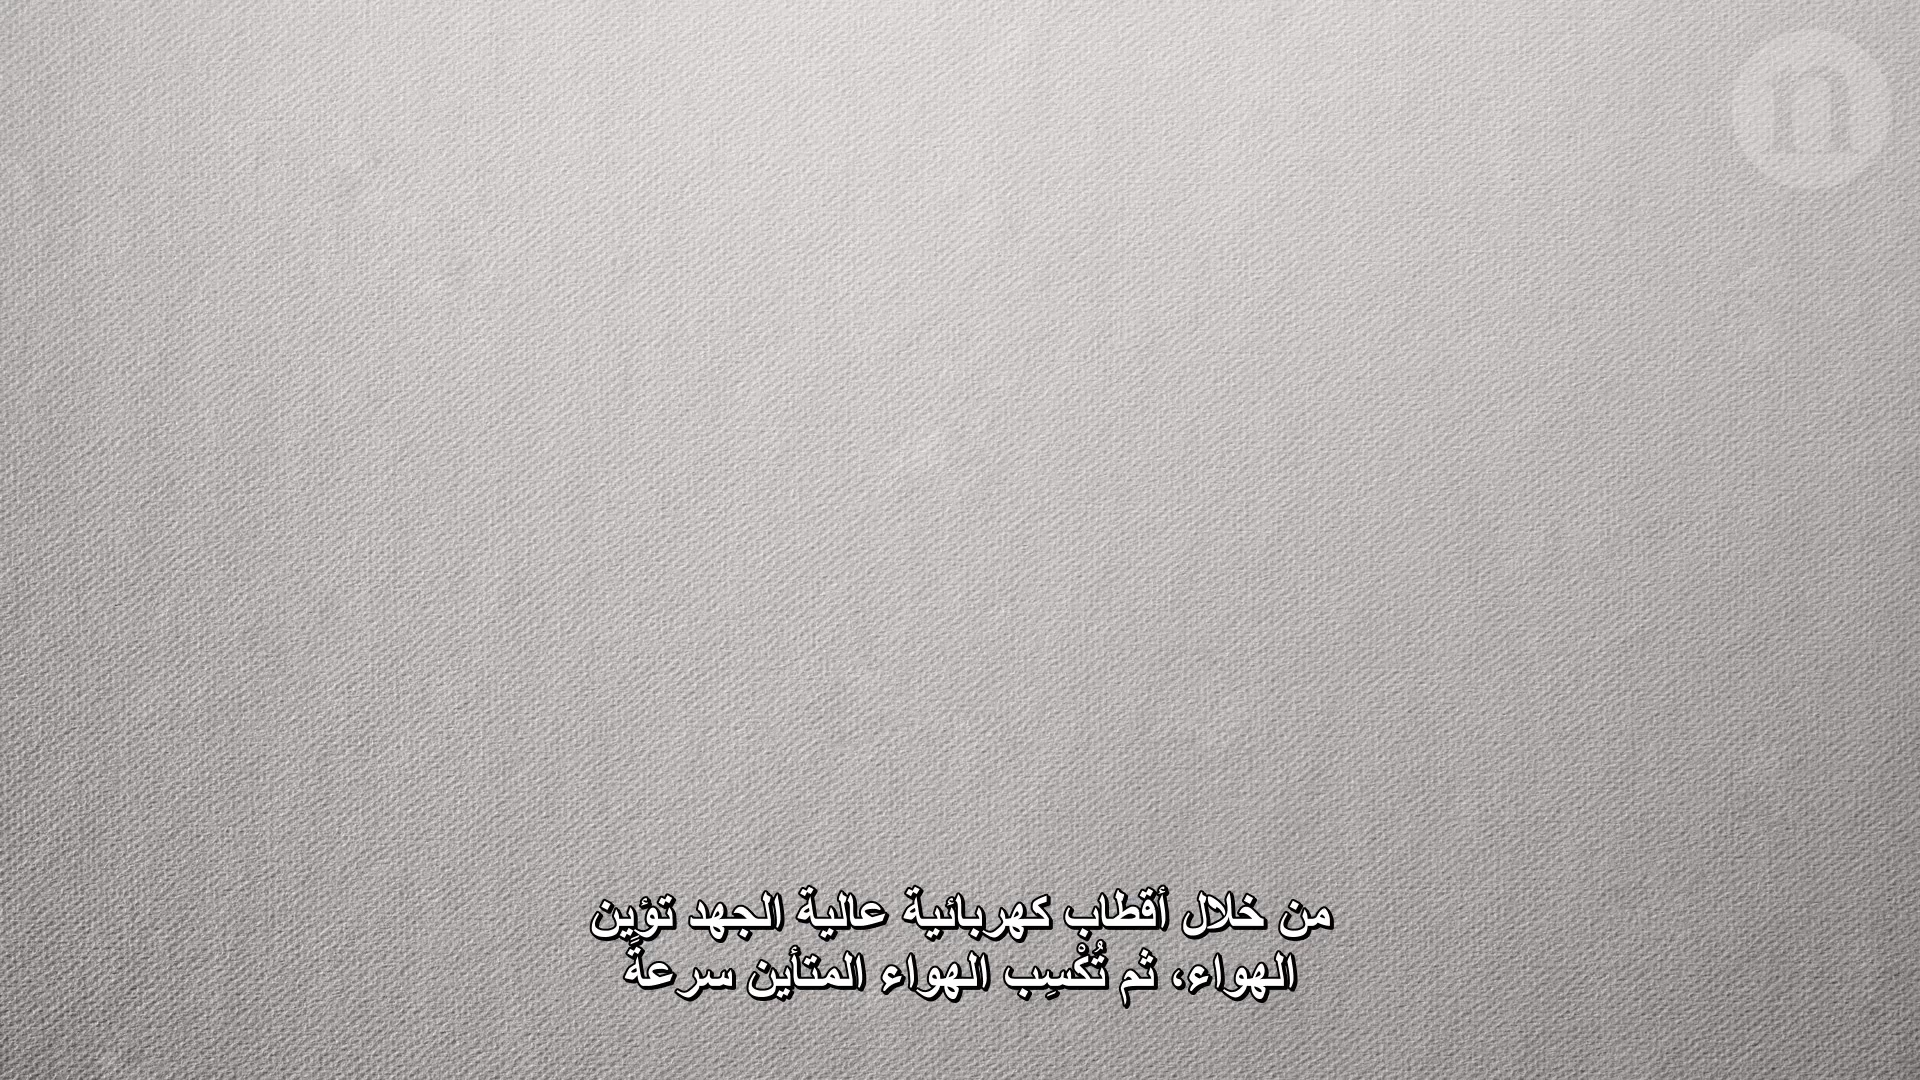 n
من خلال أقطاب كهربائية عالية الجهد تؤين
الهواء، ثم تُكْسِب الهواء المتأين سرعةً